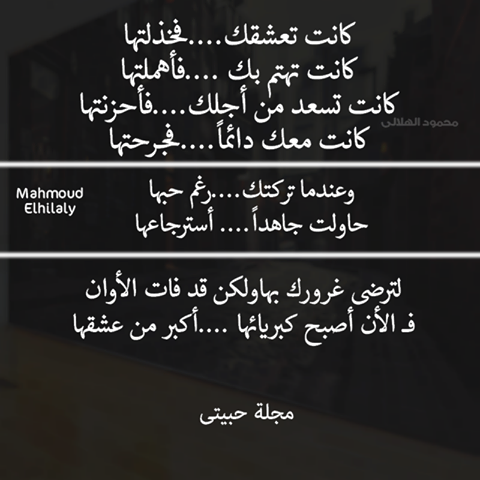 كانت تعشقك....فخذلتها
كانت تهتم بك ....فأهملتها
كانت تسعد من أجلك....فأحزنتها
محمود الهلالى
كانت معك دائماً....فجرحتها
وعندما تركتك....رغم حبها
Mahmoud
Elhilaly
حاولت جاهداً.... أسترجاعها
لترضى غرورك بهاولكن قد فات الأوان
فـ الأن أصبح كبريائها ....أكبر من عشقها
مجلة حبيبتى